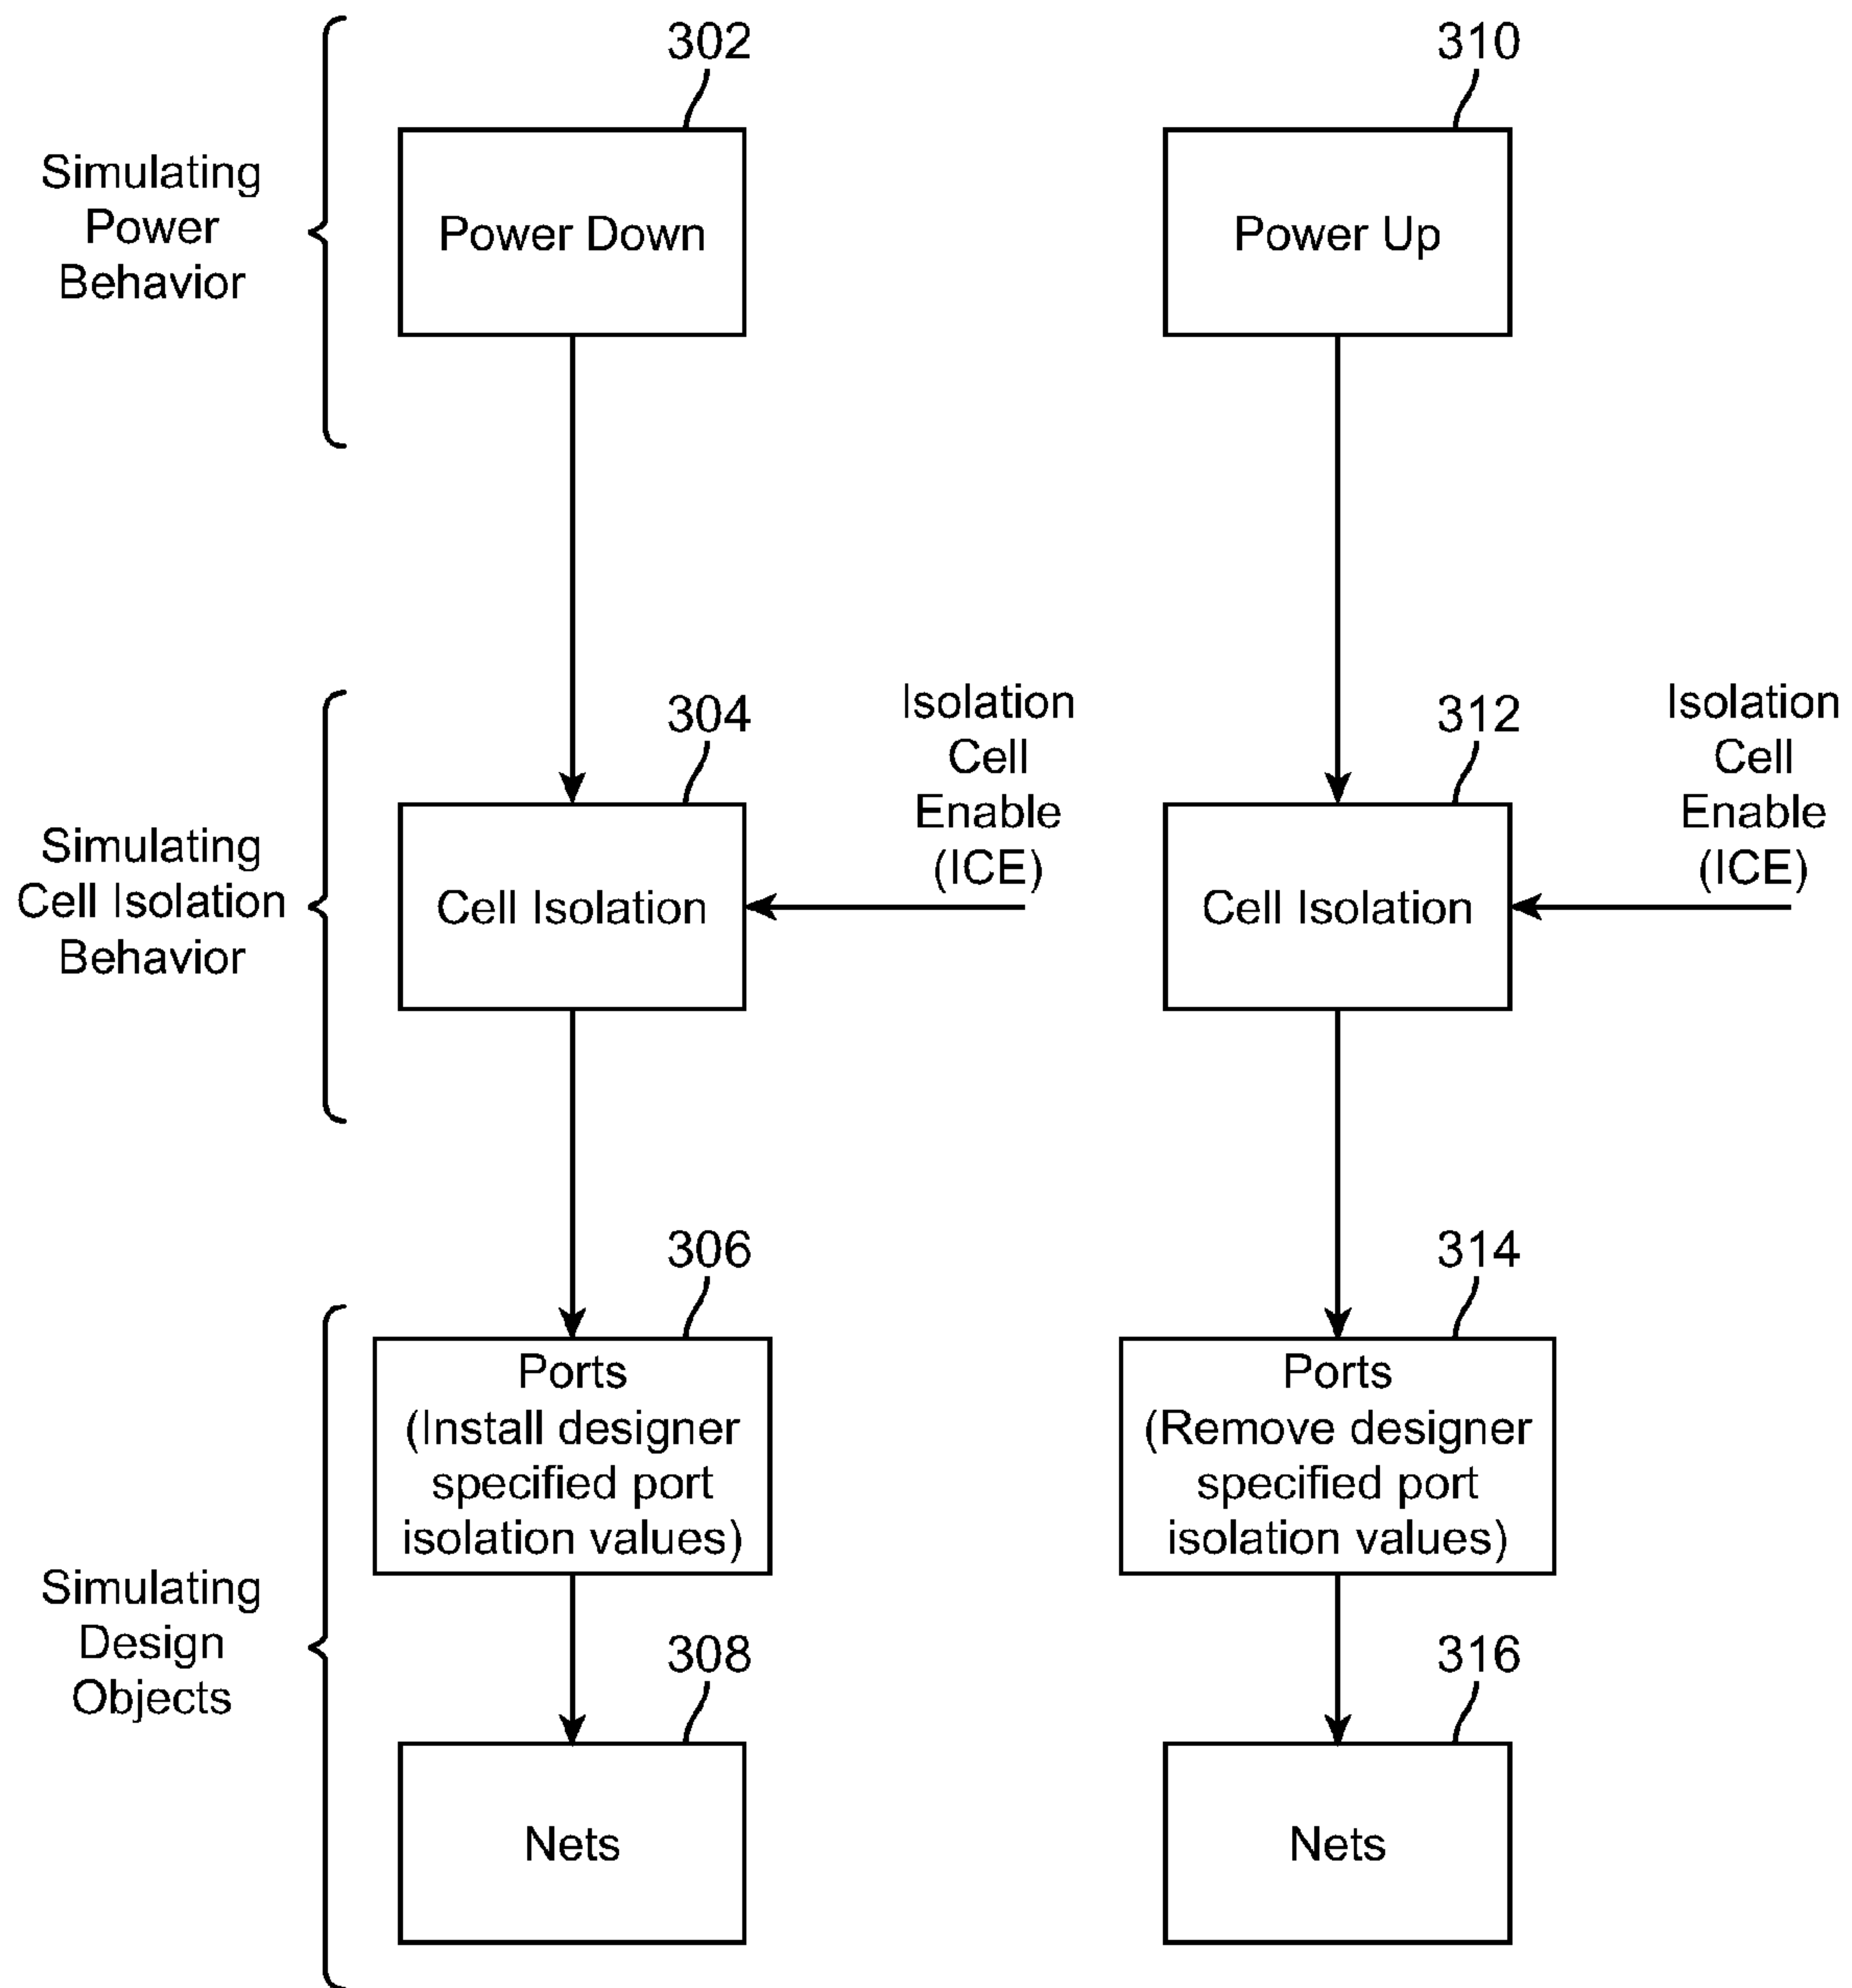 302
310
Simulating
Power
Behavior
Power Down
Power Up
304
Isolation
Cell
Enable
(ICE)
312
Isolation
Cell
Enable
(ICE)
Simulating
Cell Isolation
Behavior
Cell Isolation
Cell Isolation
306
314
Ports
(Install designer
specified port
isolation values)
Ports
(Remove designer
specified port
isolation values)
Simulating
Design
Objects
308
316
Nets
Nets